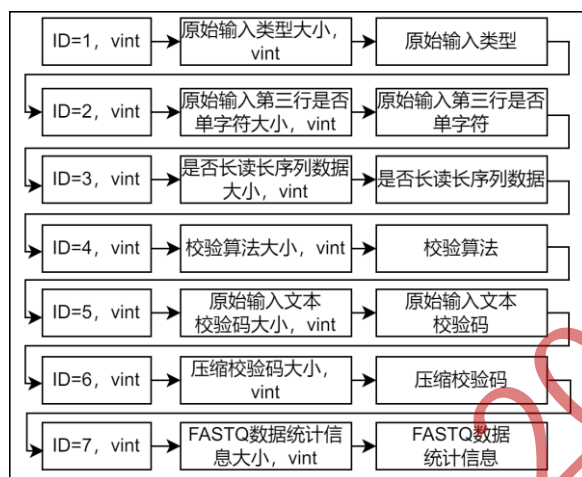 ID=1，vint
原始输入类型大小，
vint
原始输入类型
ID=2，vint
原始输入第三行是否
单字符大小，vint
原始输入第三行是否
单字符
ID=3，vint
是否长读长序列数据
大小，vint
是否长读长序列数据
ID=4，vint
校验算法大小，vint
校验算法
ID=5，vint
原始输入文本
校验码大小，vint
原始输入文本
校验码
ID=6，vint
压缩校验码大小，
vint
压缩校验码
ID=7，vint
FASTQ数据统计信
息大小，vint
FASTQ数据
统计信息